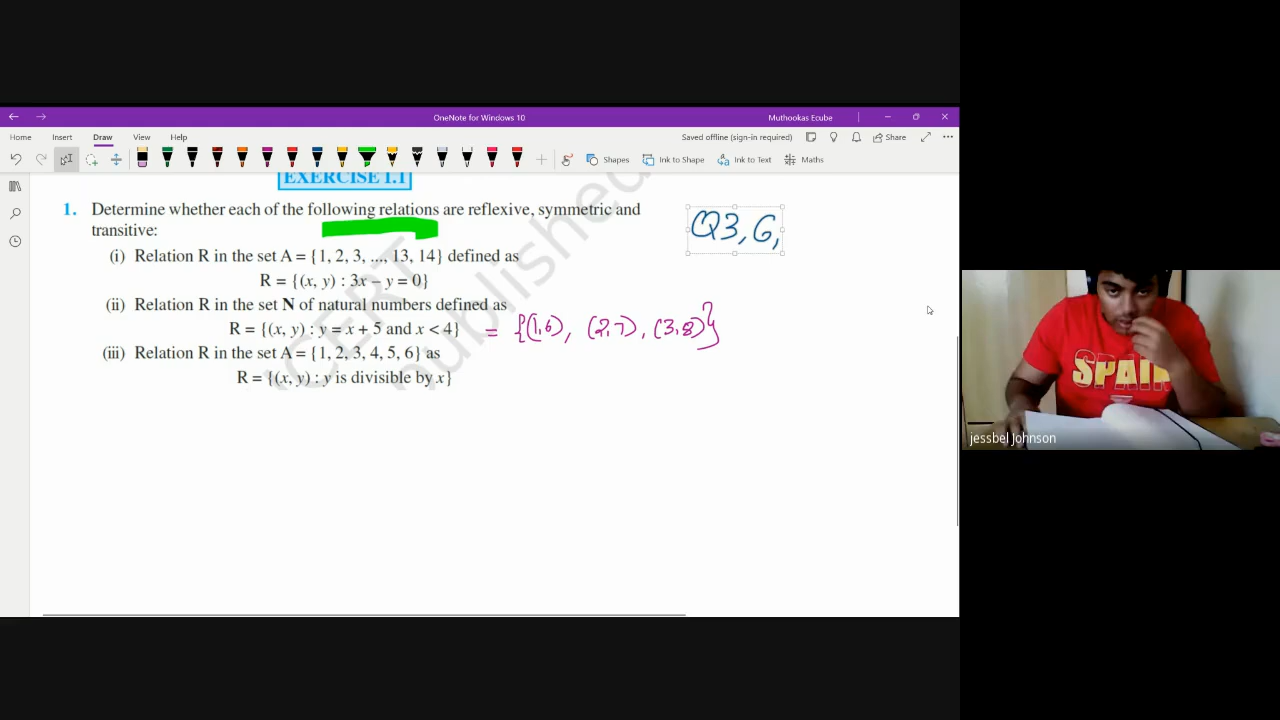 OneNote for Windows 10
Muthookas Ecube
Home Insert Draw View Help
Saved offline (sign-in required)
Share
Shapes
Ink to Shape
Ink to Text
Maths
EXERCISE 1.1
1. Determine whether each of the following relations are reflexive, symmetric and
transitive:
Q3, 6,
(i) Relation R in the set A = {1, 2, 3, ..., 13, 14} defined as
R = {(x, y) : 3x – y = 0}
(ii) Relation R in the set N of natural numbers defined as
R = {(x, y) : y = x + 5 and x < 4} = {(1,6), (2,7), (3,8)}
(iii) Relation R in the set A = {1, 2, 3, 4, 5, 6} as
R = {(x, y) : y is divisible by x}
SPAIN
jessbel Johnson